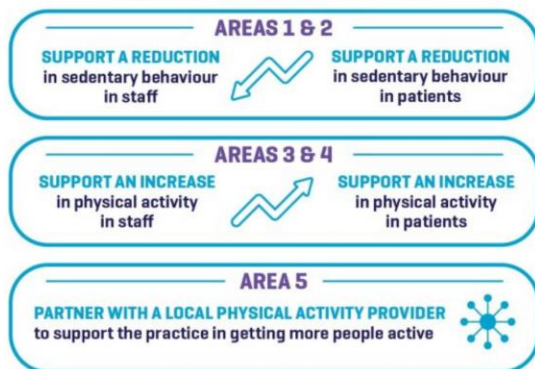 AREAS 1 & 2
SUPPORT A REDUCTION
in sedentary behaviour
in staff
SUPPORT A REDUCTION
in sedentary behaviour
in patients
AREAS 3 & 4
SUPPORT AN INCREASE
in physical activity
in staff
SUPPORT AN INCREASE
in physical activity
in patients
AREA 5
PARTNER WITH A LOCAL PHYSICAL ACTIVITY PROVIDER
to support the practice in getting more people active